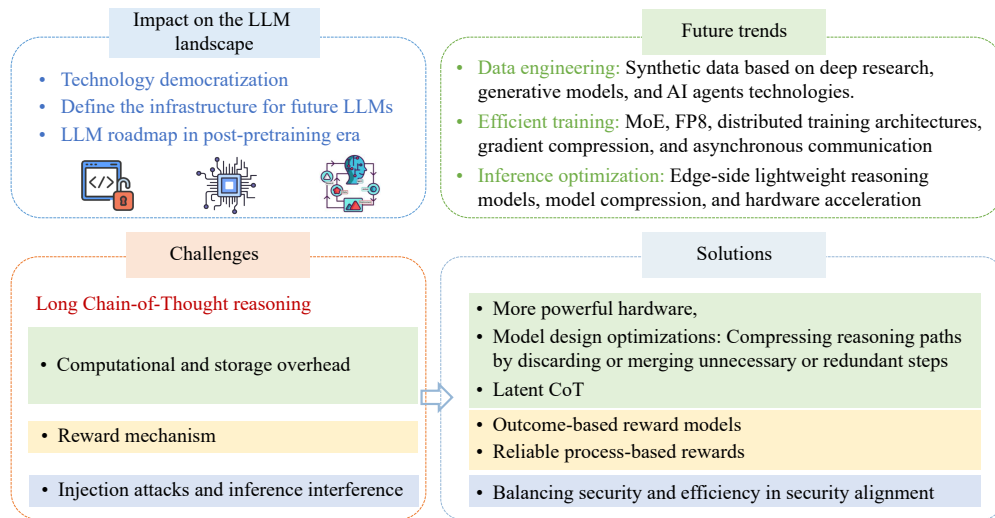 Impact on the LLM
landscape
• Technology democratization
• Define the infrastructure for future LLMs
• LLM roadmap in post-pretraining era
</>
Future trends
• Data engineering: Synthetic data based on deep research,
generative models, and AI agents technologies.
• Efficient training: MoE, FP8, distributed training architectures,
gradient compression, and asynchronous communication
• Inference optimization: Edge-side lightweight reasoning
models, model compression, and hardware acceleration
Challenges
Long Chain-of-Thought reasoning
• Computational and storage overhead
• Reward mechanism
• Injection attacks and inference interference
Solutions
• More powerful hardware,
• Model design optimizations: Compressing reasoning paths
by discarding or merging unnecessary or redundant steps
• Latent CoT
• Outcome-based reward models
• Reliable process-based rewards
• Balancing security and efficiency in security alignment